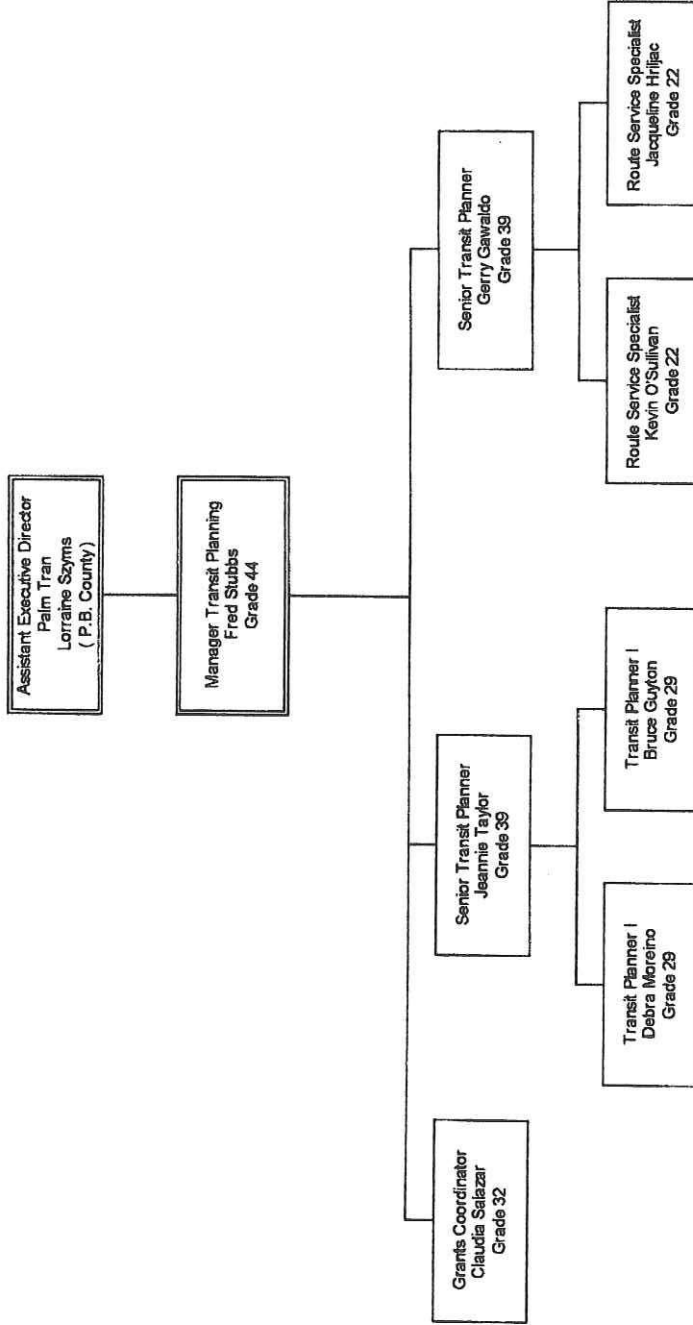 Assistant Executive Director
Palm Tran
Lorraine Szyms
( P.B. County)
Manager Transit Planning
Fred Stubbs
Grade 44
Grants Coordinator
Claudia Salazar
Grade 32
Senior Transit Planner
Jeannie Taylor
Grade 39
Senior Transit Planner
Gerry Gawaldo
Grade 39
Transit Planner I
Debra Moreino
Grade 29
Transit Planner I
Bruce Guyton
Grade 29
Route Service Specialist
Kevin O'Sullivan
Grade 22
Route Service Specialist
Jacqueline Hriljac
Grade 22